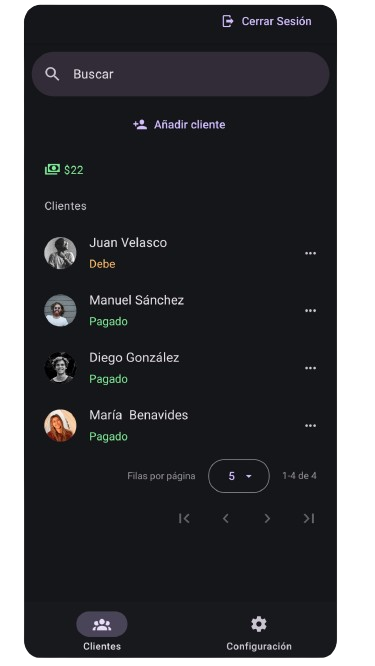 Cerrar Sesión
Buscar
Añadir cliente
$22
Clientes
Juan Velasco
Debe
Manuel Sánchez
Pagado
Diego González
Pagado
María Benavides
Pagado
Filas por página 5 1-4 de 4
Clientes Configuración